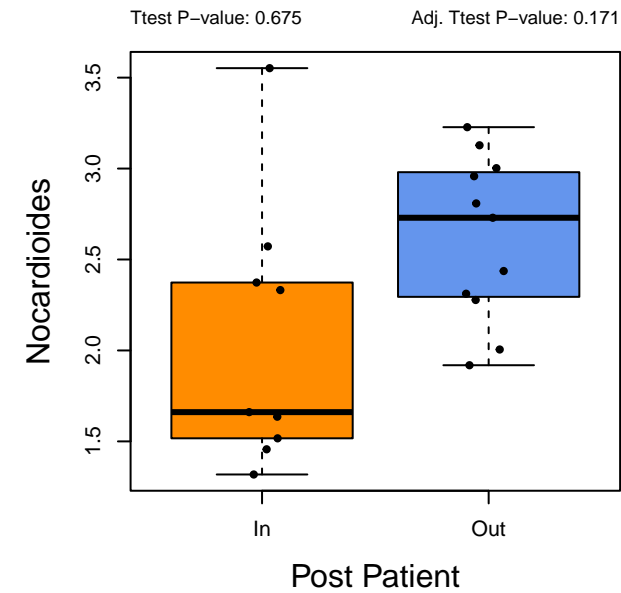 Ttest P−value: 0.675
Adj. Ttest P−value: 0.171
Nocardioides
3.5
3.0
2.5
2.0
1.5
In
Out
Post Patient